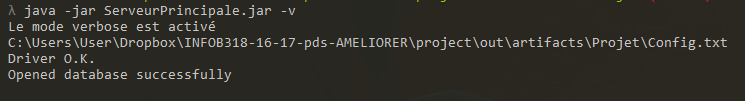 λ java -jar ServeurPrincipale.jar -v
Le mode verbose est activé
C:\Users\User\Dropbox\INFOB318-16-17-pds-AMELIORER\project\out\artifacts\Projet\Config.txt
Driver O.K.
Opened database successfully